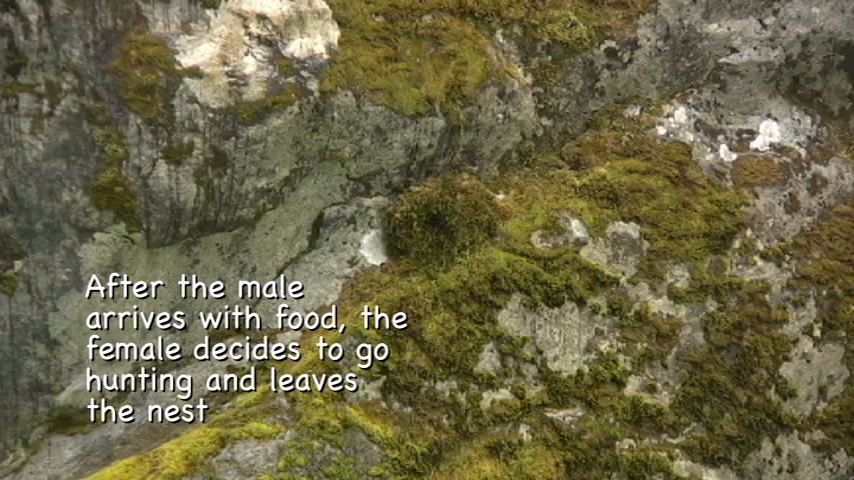 After the male
arrives with food, the
female decides to go
hunting and leaves
the nest